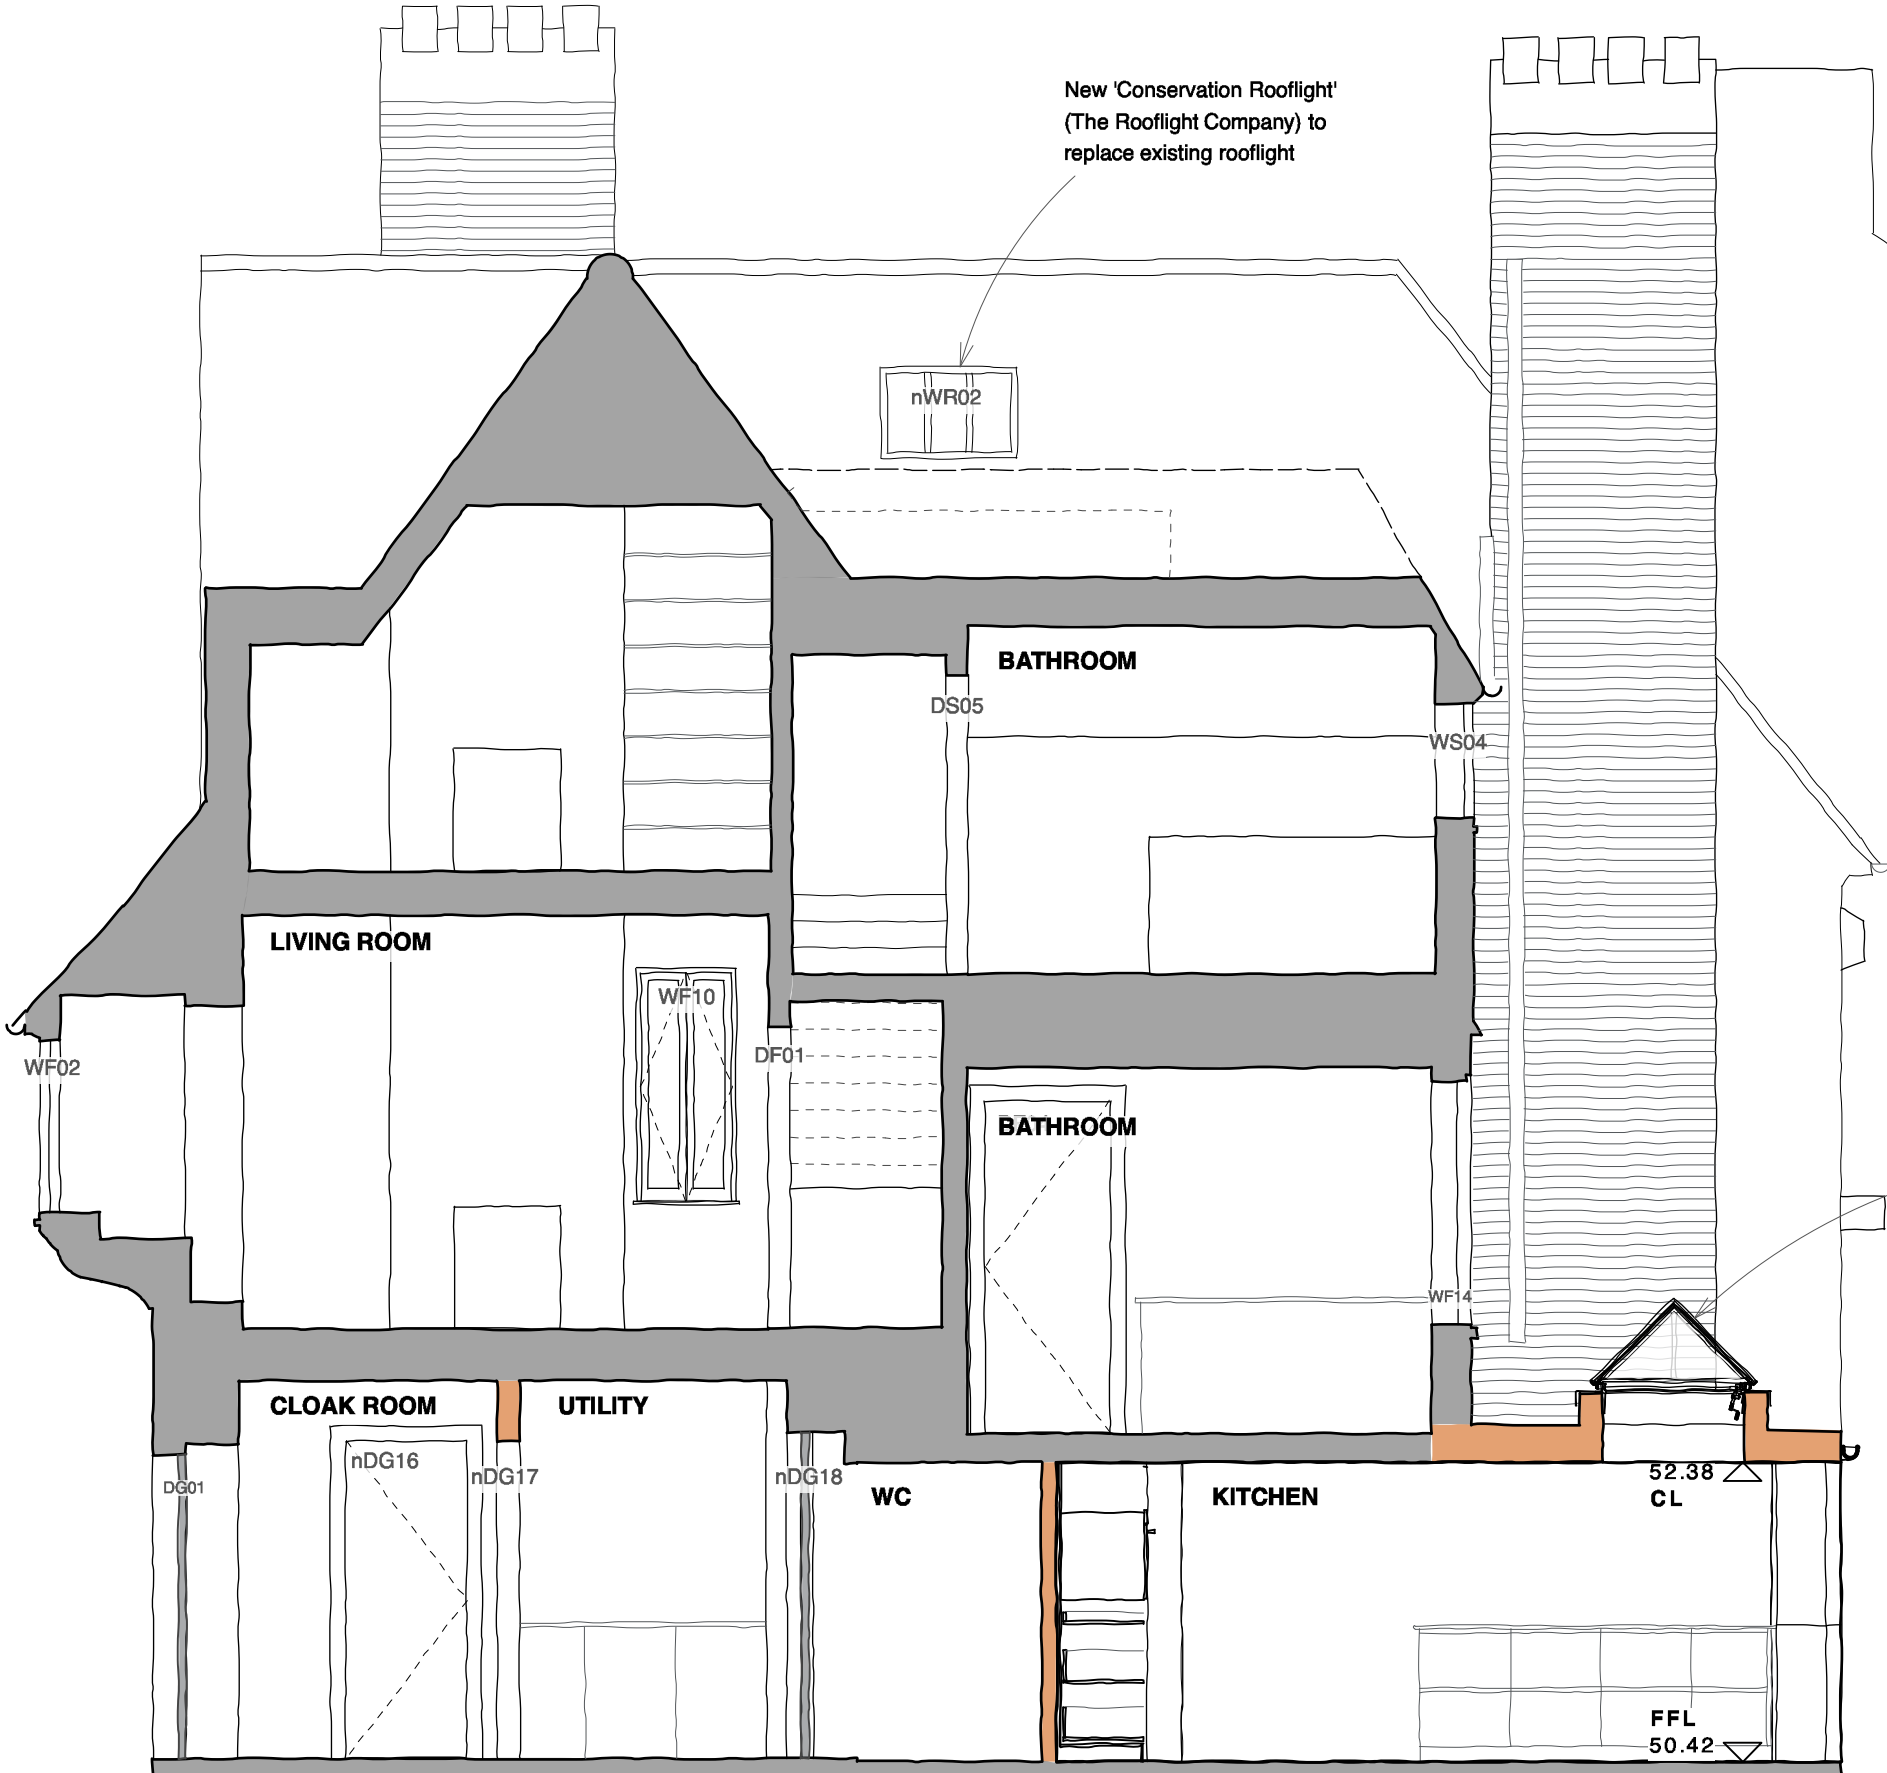 New 'Conservation Rooflight'
(The Rooflight Company) to
replace existing rooflight
nWR02
BATHROOM
DS05
WS04
LIVING ROOM
WF10
DF01
WF02
BATHROOM
WF14
CLOAK ROOM
UTILITY
nDG16
nDG17
nDG18
DG01
WC
KITCHEN
52.38
CL
FFL
50.42